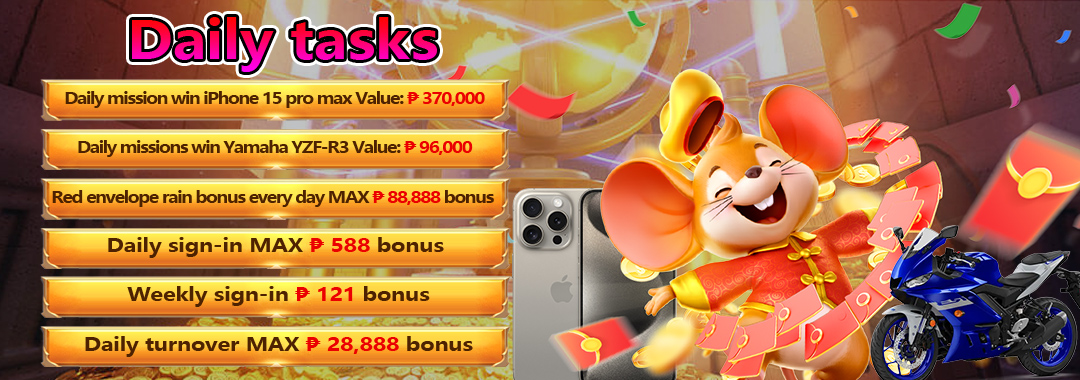 Daily tasks
Daily mission win iPhone 15 pro max Value: ₱ 370,000
Daily missions win Yamaha YZF-R3 Value: ₱ 96,000
Red envelope rain bonus every day MAX ₱ 88,888 bonus
Daily sign-in MAX ₱ 588 bonus
Weekly sign-in ₱ 121 bonus
Daily turnover MAX ₱ 28,888 bonus